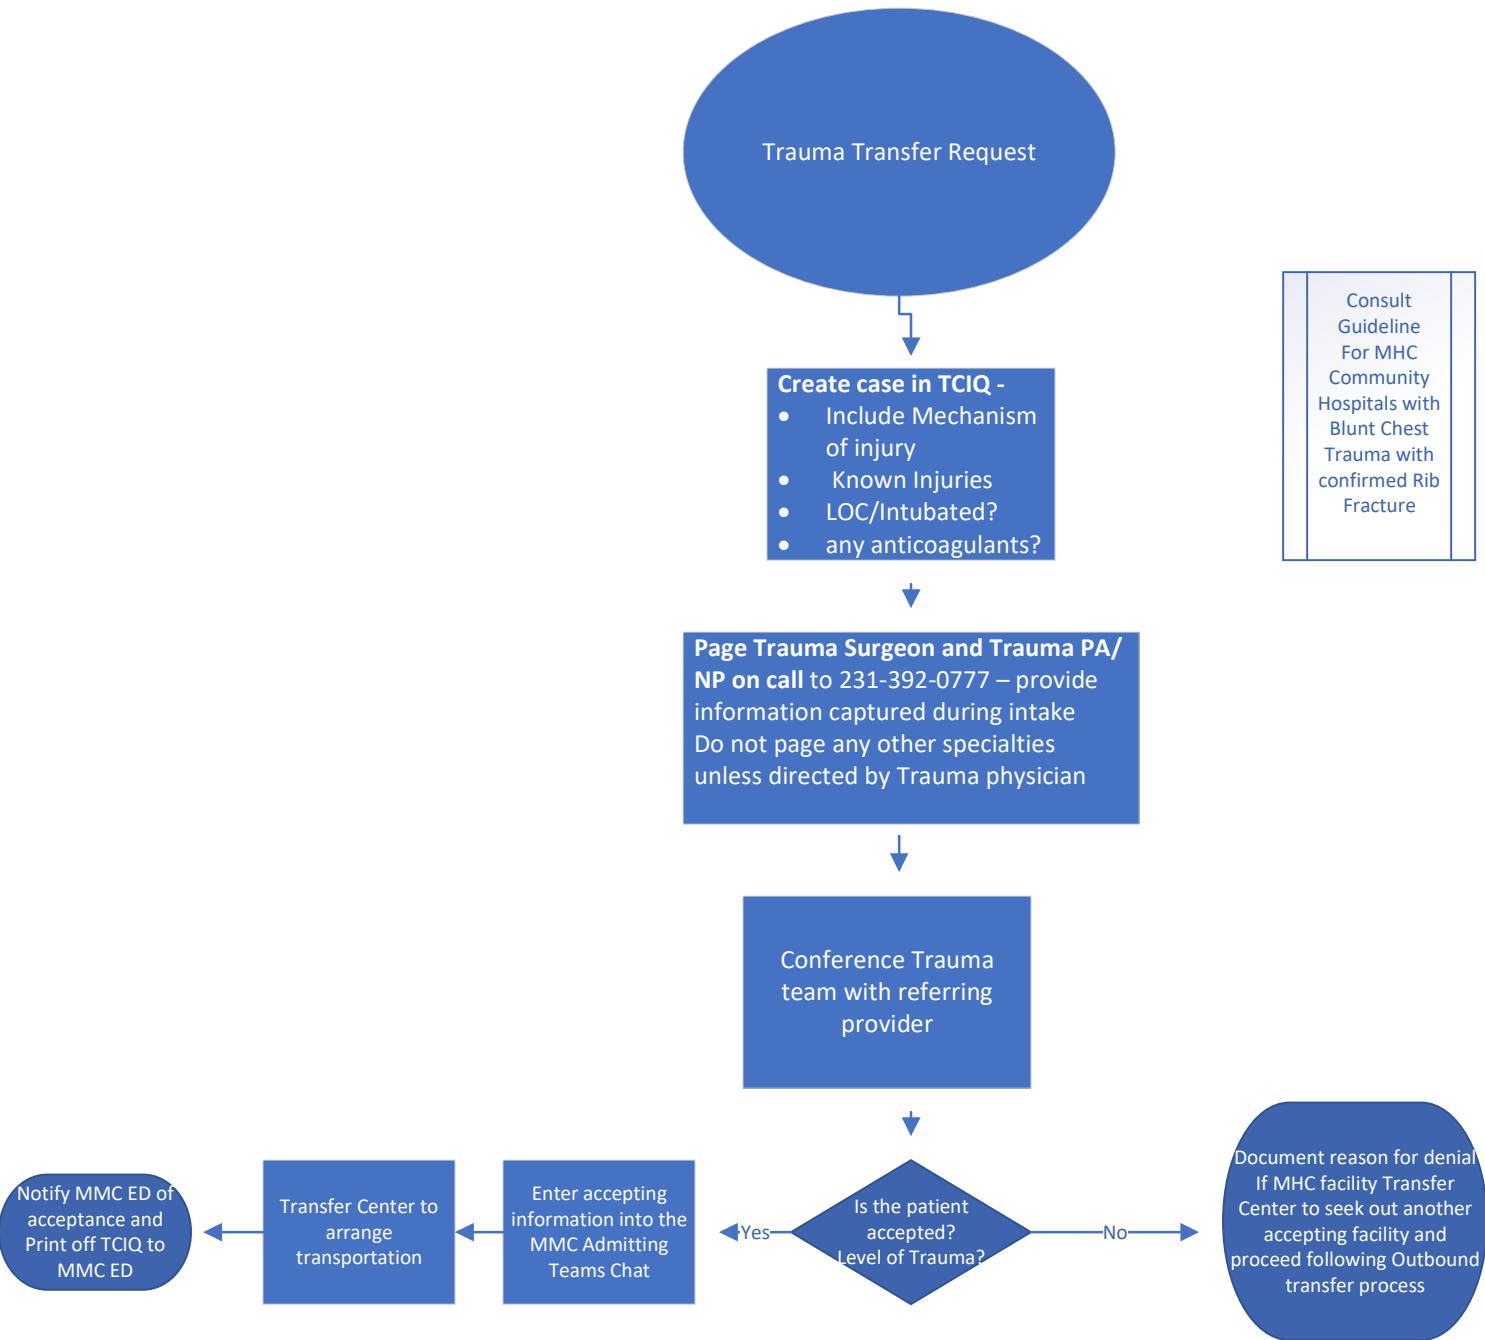 Trauma Transfer Request
Consult
Guideline
For MHC
Community
Hospitals with
Blunt Chest
Trauma with
confirmed Rib
Fracture
Create case in TCIQ -
• Include Mechanism
of injury
• Known Injuries
• LOC/Intubated?
• any anticoagulants?
Page Trauma Surgeon and Trauma PA/
NP on call to 231-392-0777 – provide
information captured during intake
Do not page any other specialties
unless directed by Trauma physician
Conference Trauma
team with referring
provider
Is the patient
accepted?
Level of Trauma?
Yes
Enter accepting
information into the
MMC Admitting
Teams Chat
Transfer Center to
arrange
transportation
Notify MMC ED of
acceptance and
Print off TCIQ to
MMC ED
No
Document reason for denial
If MHC facility Transfer
Center to seek out another
accepting facility and
proceed following Outbound
transfer process